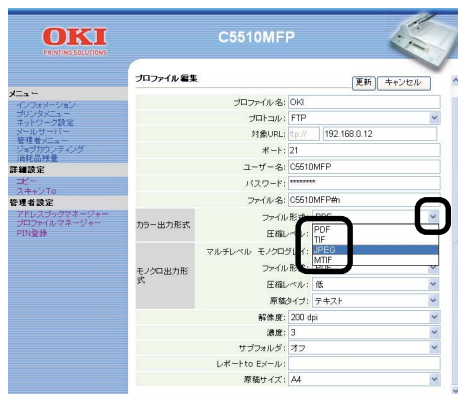 OKI
PRINTING SOLUTIONS
C5510MFP
プロファイル編集
更新 キャンセル
メニュー
インフォメーション
プリンタメニュー
ネットワーク設定
メールサーバー
管理者メニュー
ジョブカウンティング
消耗品残量
詳細設定
コピー
スキャンTo
管理者設定
アドレスブックマネージャー
プロファイルマネージャー
PIN登録
プロファイル名: OKI
プロトコル: FTP
対象URL: ftp:// 192.168.0.12
ポート: 21
ユーザー名: C5510MFP
パスワード: ********
ファイル名: C5510MFP#n
カラー出力形式
ファイル形式: PDF
PDF
TIF
JPEG
MTIF
圧縮レベル:
マルチレベル モノクログレイ:
モノクロ出力形式
ファイル形式: PDF
圧縮レベル: 低
原稿タイプ: テキスト
解像度: 200 dpi
濃度: 3
サブフォルダ: オフ
レポートto Eメール:
原稿サイズ: A4